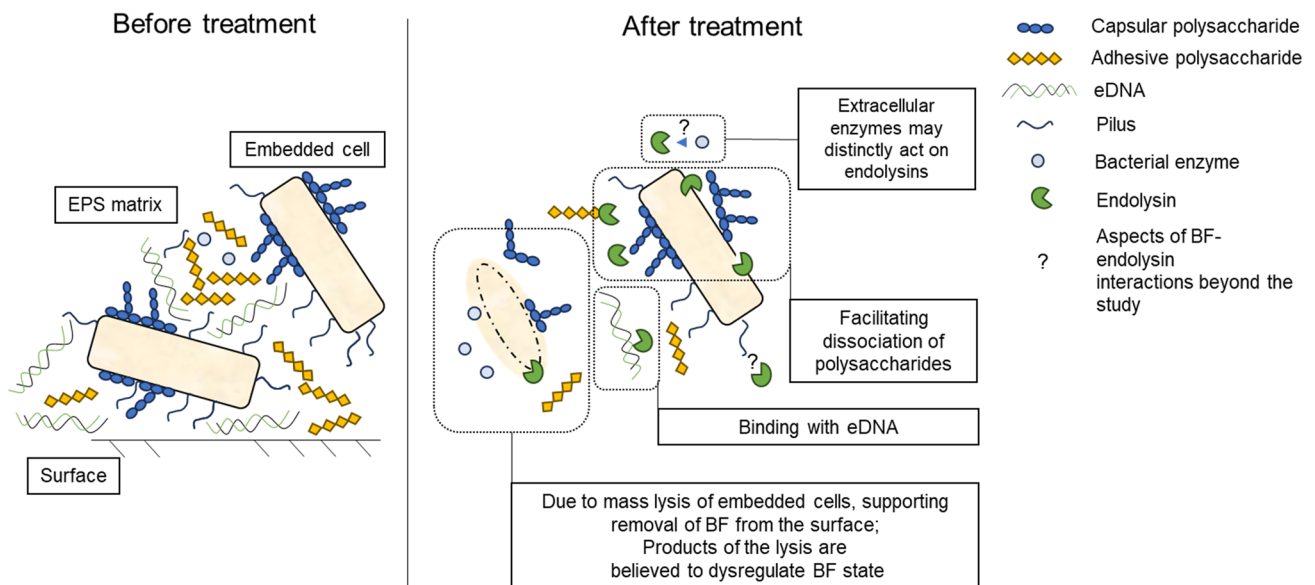 Before treatment
After treatment
Embedded cell
EPS matrix
Surface
?
Extracellular
enzymes may
distinctly act on
endolysins
Facilitating
dissociation of
polysaccharides
?
Binding with eDNA
Due to mass lysis of embedded cells, supporting
removal of BF from the surface;
Products of the lysis are
believed to dysregulate BF state
Capsular polysaccharide
Adhesive polysaccharide
eDNA
Pilus
Bacterial enzyme
Endolysin
?
Aspects of BF-
endolysin
interactions beyond the
study